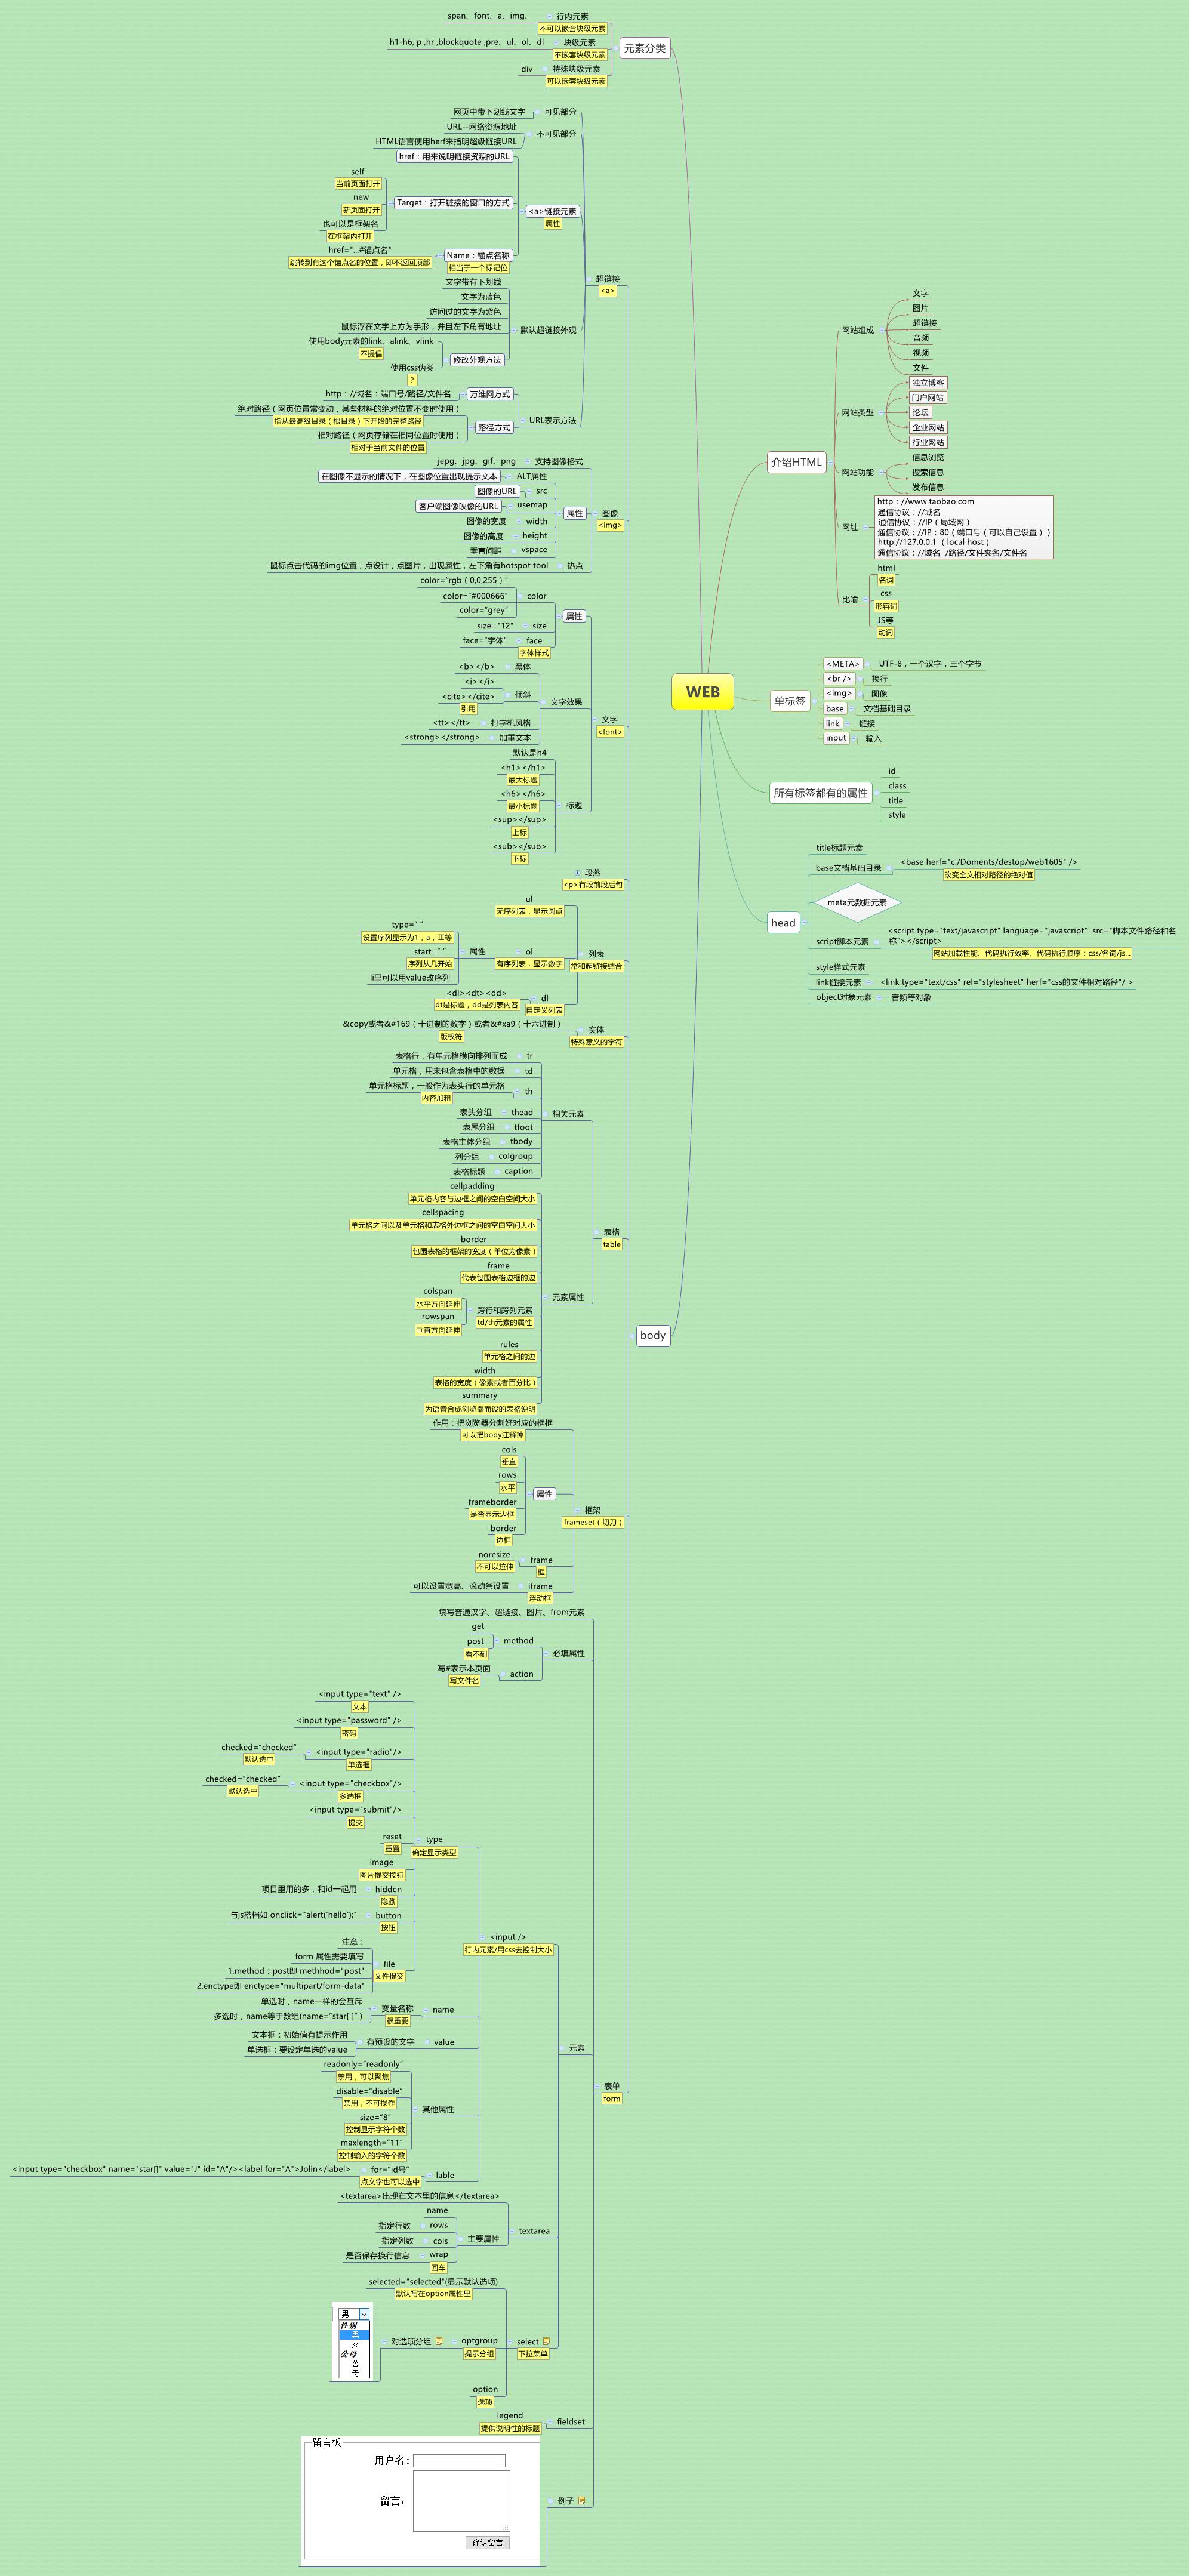 WEB
元素分类
行内元素
不可以嵌套块级元素
span、font、a、img、
块级元素
不嵌套块级元素
h1-h6, p ,hr ,blockquote ,pre、ul、ol、dl
特殊块级元素
可以嵌套块级元素
div
介绍HTML
网站组成
文字
图片
超链接
音频
视频
文件
网站类型
独立博客
门户网站
论坛
企业网站
行业网站
网站功能
信息浏览
搜索信息
发布信息
网址
http：//www.taobao.com
通信协议：//域名
通信协议：//IP（局域网）
通信协议：//IP：80（端口号（可以自己设置））
http://127.0.0.1 （local host）
通信协议：//域名 /路径/文件夹名/文件名
比喻
html
名词
css
形容词
JS等
动词
单标签
<META>
UTF-8，一个汉字，三个字节
<br />
换行
<img>
图像
base
文档基础目录
link
链接
input
输入
所有标签都有的属性
id
class
title
style
head
title标题元素
base文档基础目录
<base herf="c:/Doments/destop/web1605" />
改变全文相对路径的绝对值
meta元数据元素
script脚本元素
<script type="text/javascript" language="javascript" src="脚本文件路径和名
称"></script>
网站加载性能、代码执行效率、代码执行顺序：css/名词/js...
style样式元素
link链接元素
<link type="text/css" rel="stylesheet" herf="css的文件相对路径"/ >
object对象元素
音频等对象
body
超链接
<a>
可见部分
网页中带下划线文字
不可见部分
URL--网络资源地址
HTML语言使用herf来指明超级链接URL
<a>链接元素
属性
href：用来说明链接资源的URL
Target：打开链接的窗口的方式
self
当前页面打开
new
新页面打开
也可以是框架名
在框架内打开
Name：锚点名称
相当于一个标记位
href="...#锚点名"
跳转到有这个锚点名的位置，即不返回顶部
默认超链接外观
文字带有下划线
文字为蓝色
访问过的文字为紫色
鼠标浮在文字上方为手形，并且左下角有地址
修改外观方法
使用body元素的link、alink、vlink
不提倡
使用css伪类
?
URL表示方法
万维网方式
http：//域名：端口号/路径/文件名
路径方式
绝对路径（网页位置常变动，某些材料的绝对位置不变时使用）
指从最高级目录（根目录）下开始的完整路径
相对路径（网页存储在相同位置时使用）
相对于当前文件的位置
图像
<img>
支持图像格式
jepg、jpg、gif、png
属性
ALT属性
在图像不显示的情况下，在图像位置出现提示文本
src
图像的URL
usemap
客户端图像映像的URL
width
图像的宽度
height
图像的高度
vspace
垂直间距
热点
鼠标点击代码的img位置，点设计，点图片，出现属性，左下角有hotspot tool
文字
<font>
属性
color
color="rgb（0,0,255）"
color="#000666"
color="grey"
size
size="12"
face
字体样式
face="字体"
文字效果
黑体
<b></b>
倾斜
<i></i>
<cite></cite>
引用
打字机风格
<tt></tt>
加重文本
<strong></strong>
标题
默认是h4
<h1></h1>
最大标题
<h6></h6>
最小标题
<sup></sup>
上标
<sub></sub>
下标
段落
<p>有段前段后句
列表
常和超链接结合
ul
无序列表，显示圆点
ol
有序列表，显示数字
属性
type=" "
设置序列显示为1，a，Ⅲ等
start=" "
序列从几开始
li里可以用value改序列
dl
自定义列表
<dl><dt><dd>
dt是标题，dd是列表内容
实体
特殊意义的字符
&copy或者&#169（十进制的数字）或者&#xa9（十六进制）
版权符
表格
table
相关元素
tr
表格行，有单元格横向排列而成
td
单元格，用来包含表格中的数据
th
单元格标题，一般作为表头行的单元格
内容加粗
thead
表头分组
tfoot
表尾分组
tbody
表格主体分组
colgroup
列分组
caption
表格标题
元素属性
cellpadding
单元格内容与边框之间的空白空间大小
cellspacing
单元格之间以及单元格和表格外边框之间的空白空间大小
border
包围表格的框架的宽度（单位为像素）
frame
代表包围表格边框的边
跨行和跨列元素
td/th元素的属性
colspan
水平方向延伸
rowspan
垂直方向延伸
rules
单元格之间的边
width
表格的宽度（像素或者百分比）
summary
为语音合成浏览器而设的表格说明
框架
frameset（切刀）
作用：把浏览器分割好对应的框框
可以把body注释掉
属性
cols
垂直
rows
水平
frameborder
是否显示边框
border
边框
frame
框
noresize
不可以拉伸
iframe
浮动框
可以设置宽高、滚动条设置
表单
form
填写普通汉字、超链接、图片、from元素
必填属性
method
get
post
看不到
action
写#表示本页面
写文件名
元素
<input />
行内元素/用css去控制大小
type
确定显示类型
<input type="text" />
文本
<input type="password" />
密码
<input type="radio"/>
单选框
checked="checked"
默认选中
<input type="checkbox"/>
多选框
checked="checked"
默认选中
<input type="submit"/>
提交
reset
重置
image
图片提交按钮
hidden
隐藏
项目里用的多，和id一起用
button
按钮
与js搭档如 onclick="alert('hello');"
file
文件提交
注意：
form 属性需要填写
1.method：post即 methhod="post"
2.enctype即 enctype="multipart/form-data"
name
变量名称
很重要
单选时，name一样的会互斥
多选时，name等于数组(name="star[ ]" )
value
有预设的文字
文本框：初始值有提示作用
单选框：要设定单选的value
其他属性
readonly="readonly"
禁用，可以聚焦
disable="disable"
禁用，不可操作
size="8"
控制显示字符个数
maxlength="11"
控制输入的字符个数
lable
for="id号"
点文字也可以选中
<input type="checkbox" name="star[]" value="J" id="A"/><label for="A">Jolin</label>
textarea
<textarea>出现在文本里的信息</textarea>
主要属性
name
rows
指定行数
cols
指定列数
wrap
回车
是否保存换行信息
select
下拉菜单
selected="selected"(显示默认选项)
默认写在option属性里
optgroup
提示分组
对选项分组
男
性别
男
女
公母
公
母
option
选项
fieldset
legend
提供说明性的标题
例子
留言板
用户名:
留言:
确认留言